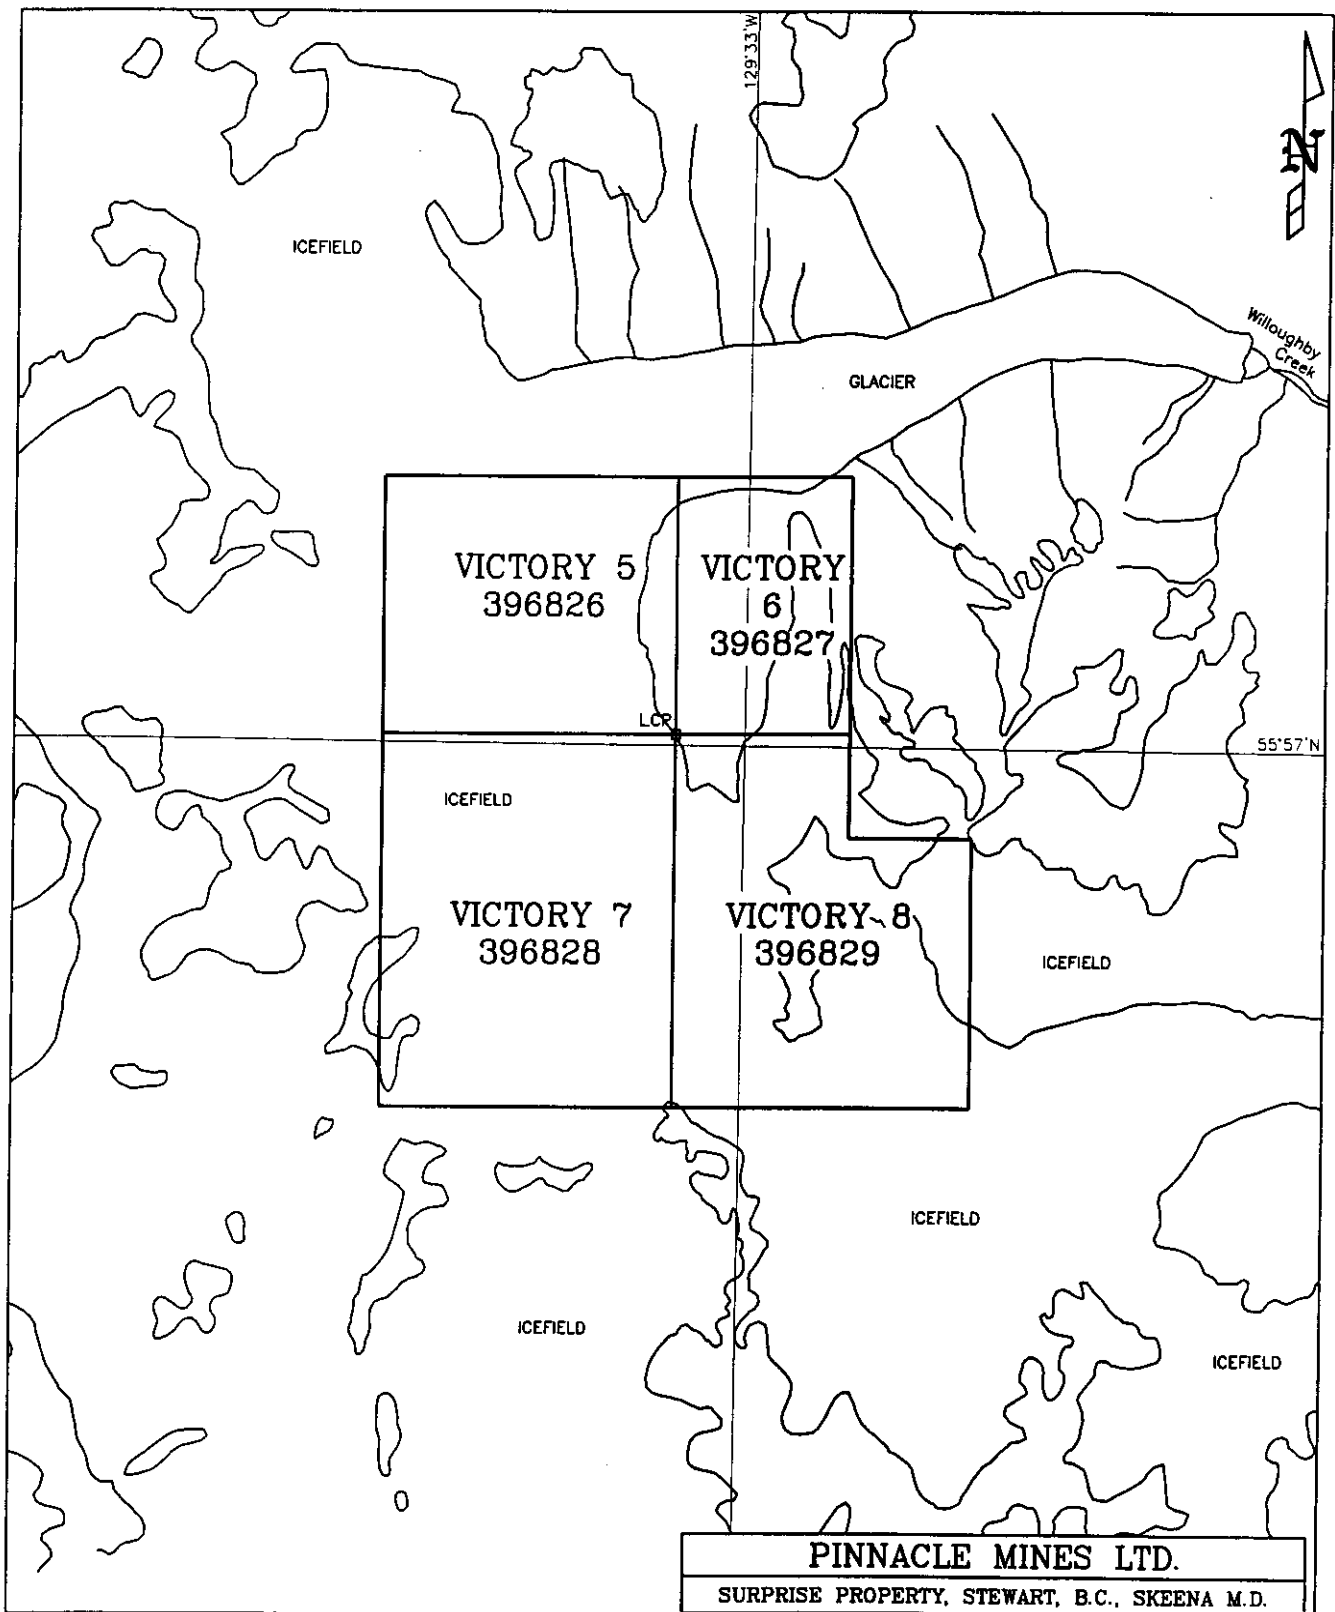 129°33'W
N
ICEFIELD
Willoughby
Creek
GLACIER
VICTORY 5
396826
VICTORY
6
396827
LCP
55°57'N
ICEFIELD
VICTORY 7
396828
VICTORY 8
396829
ICEFIELD
ICEFIELD
ICEFIELD
ICEFIELD
PINNACLE MINES LTD.
SURPRISE PROPERTY, STEWART, B.C., SKEENA M.D.